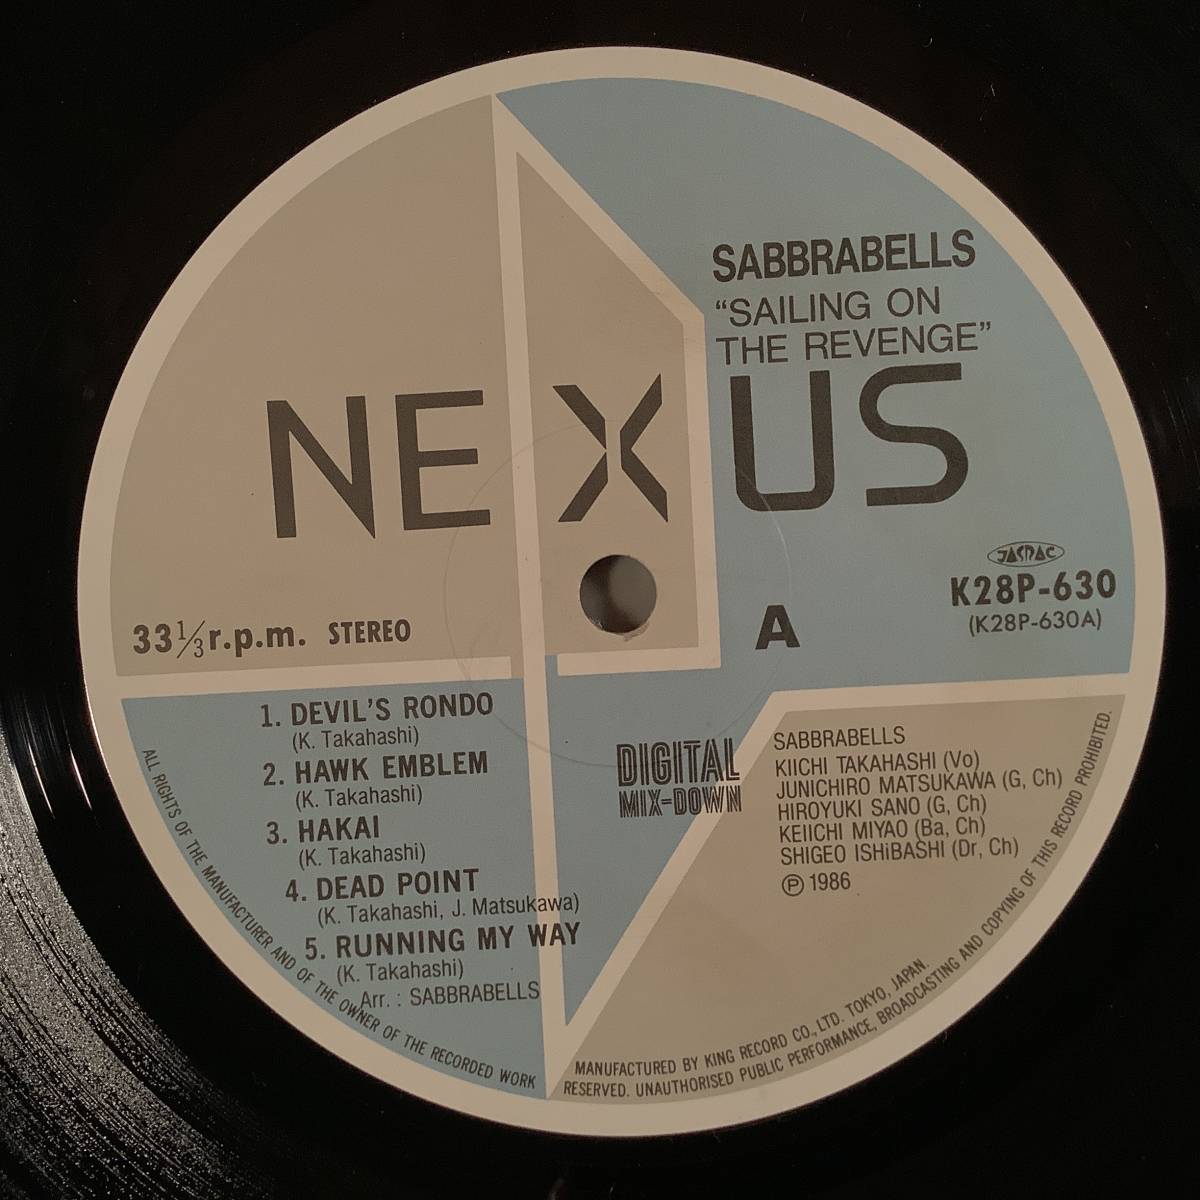 SABBRABELLS
“SAILING ON
THE REVENGE”
NEXUS
JASRAC
K28P-630
(K28P-630A)
33⅓ r.p.m. STEREO
A
1. DEVIL'S RONDO
(K. Takahashi)
2. HAWK EMBLEM
(K. Takahashi)
3. HAKAI
(K. Takahashi)
4. DEAD POINT
(K. Takahashi, J. Matsukawa)
5. RUNNING MY WAY
(K. Takahashi)
Arr. : SABBRABELLS
DIGITAL
MIX-DOWN
SABBRABELLS
KIICHI TAKAHASHI (Vo)
JUNICHIRO MATSUKAWA (G, Ch)
HIROYUKI SANO (G, Ch)
KEIICHI MIYAO (Ba, Ch)
SHIGEO ISHiBASHI (Dr, Ch)
℗ 1986
MANUFACTURED BY KING RECORD CO., LTD. TOKYO, JAPAN.
ALL RIGHTS OF THE MANUFACTURER AND OF THE OWNER OF THE RECORDED WORK RESERVED. UNAUTHORISED PUBLIC PERFORMANCE, BROADCASTING AND COPYING OF THIS RECORD PROHIBITED.